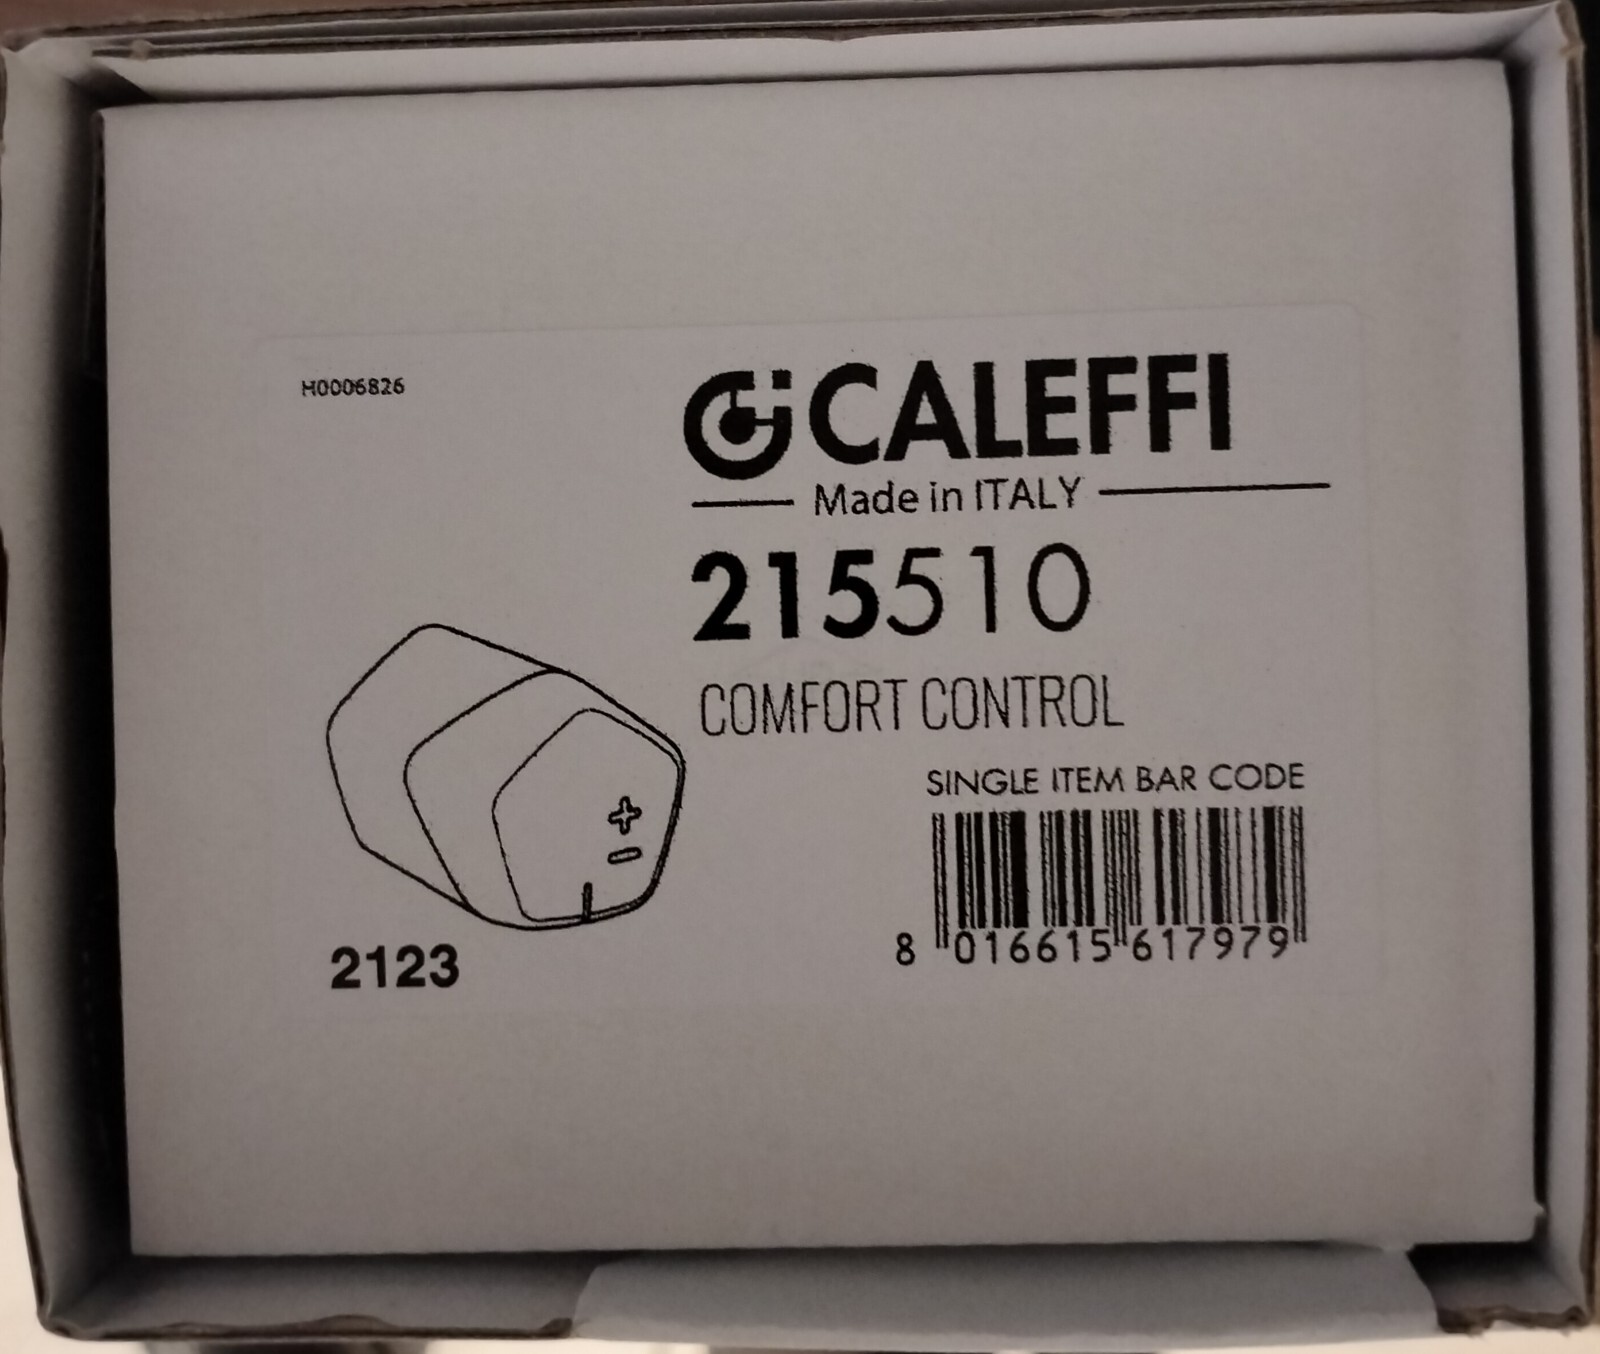 H0006826
CALEFFI
Made in ITALY
215510
COMFORT CONTROL
SINGLE ITEM BAR CODE
+
-
8 016615 617979
2123